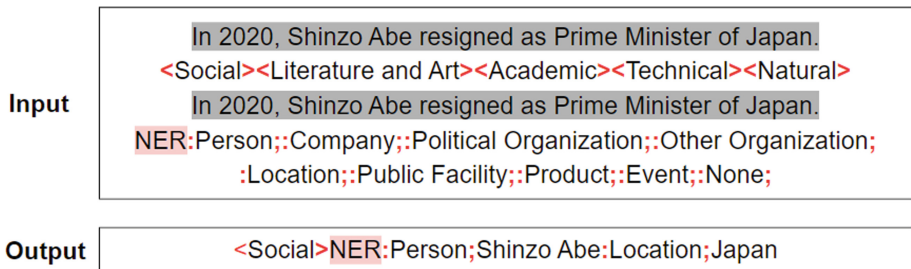 In 2020, Shinzo Abe resigned as Prime Minister of Japan.
<Social><Literature and Art><Academic><Technical><Natural>
Input
In 2020, Shinzo Abe resigned as Prime Minister of Japan.
NER:Person;:Company;:Political Organization;:Other Organization;
:Location;:Public Facility;:Product;:Event;:None;
Output
<Social>NER:Person;Shinzo Abe:Location;Japan